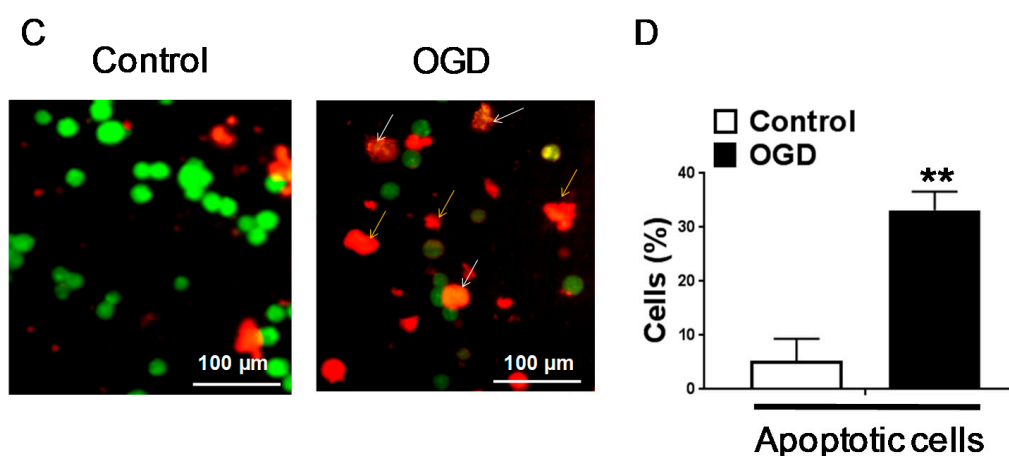 C
Control
OGD
100 µm
100 µm
D
Control
OGD
**
Cells (%)
40
30
20
10
0
Apoptotic cells